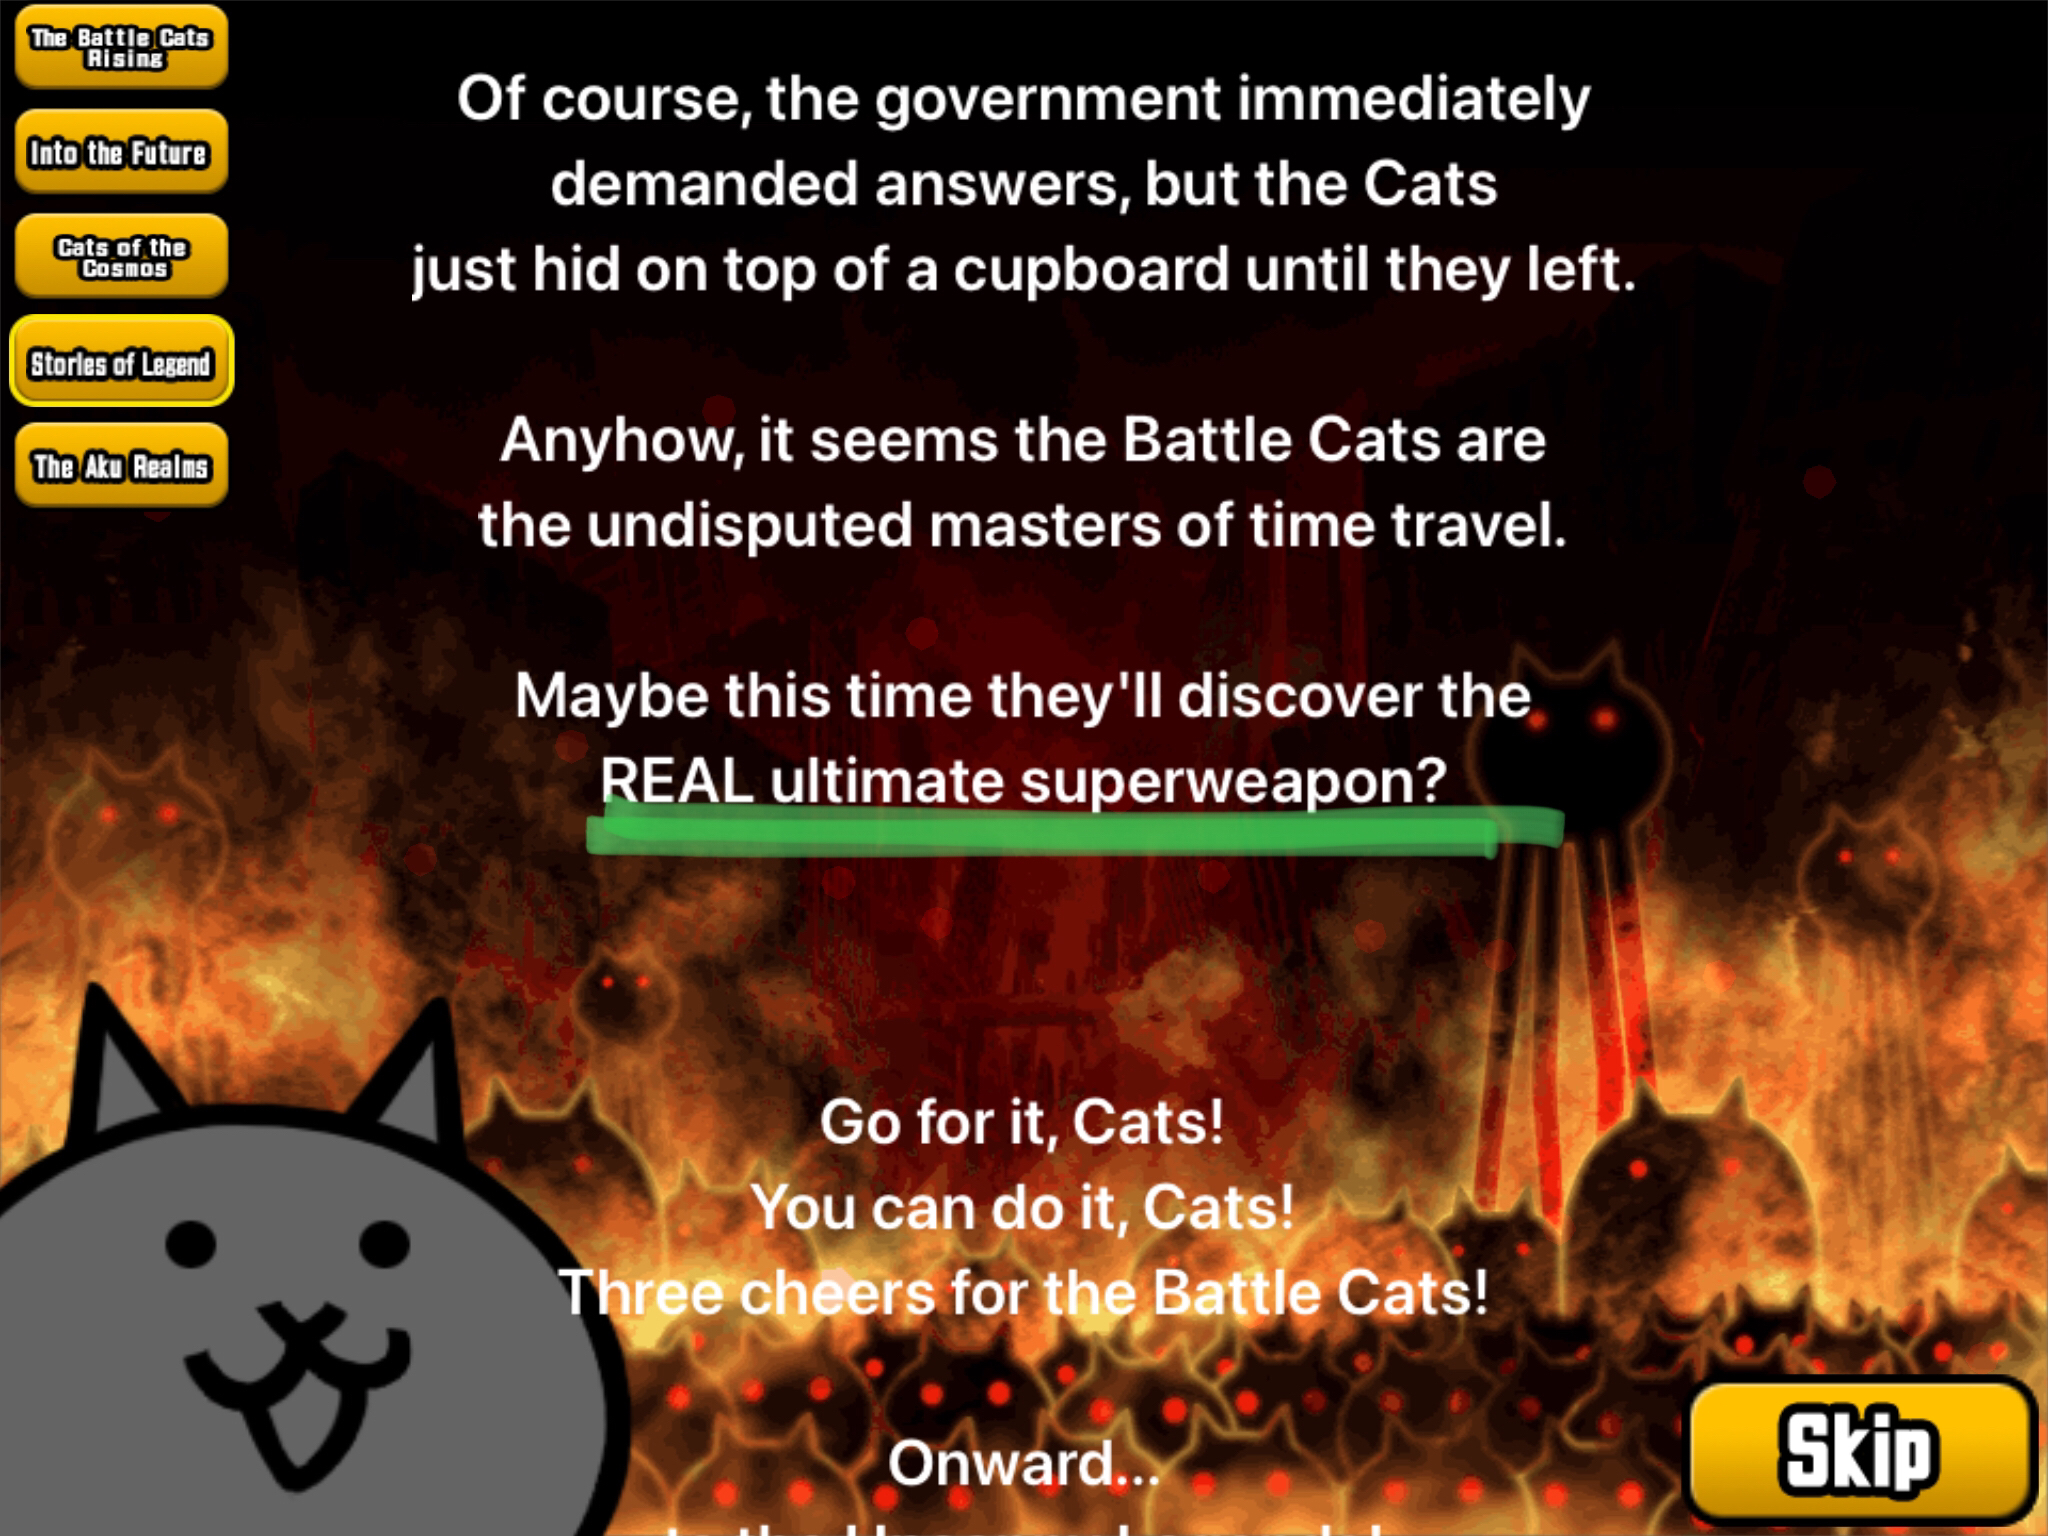 The Battle Cats
Rising
Into the Future
Cats of the
Cosmos
Stories of Legend
The Aku Realms
Of course, the government immediately
demanded answers, but the Cats
just hid on top of a cupboard until they left.
Anyhow, it seems the Battle Cats are
the undisputed masters of time travel.
Maybe this time they'll discover the
REAL ultimate superweapon?
Go for it, Cats!
You can do it, Cats!
Three cheers for the Battle Cats!
Onward...
Skip